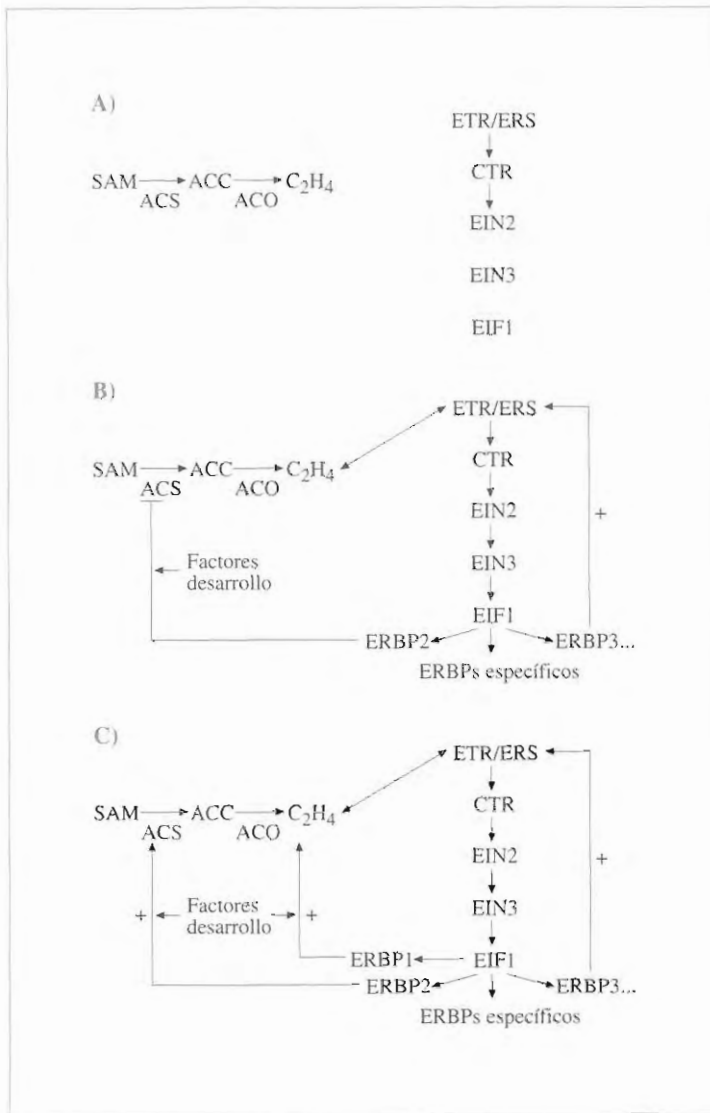 A)
ETR/ERS
SAM ACC C₂H₄
ACS ACO
CTR
EIN2
EIN3
EIF1
B)
ETR/ERS
SAM ACC C₂H₄
ACS ACO
CTR
EIN2
+
EIN3
Factores
desarrollo
EIF1
ERBP2 ERBP3...
ERBPs específicos
C)
ETR/ERS
SAM ACC C₂H₄
ACS ACO
CTR
EIN2
+
EIN3
+ Factores +
desarrollo
ERBP1 EIF1
ERBP2 ERBP3...
ERBPs específicos